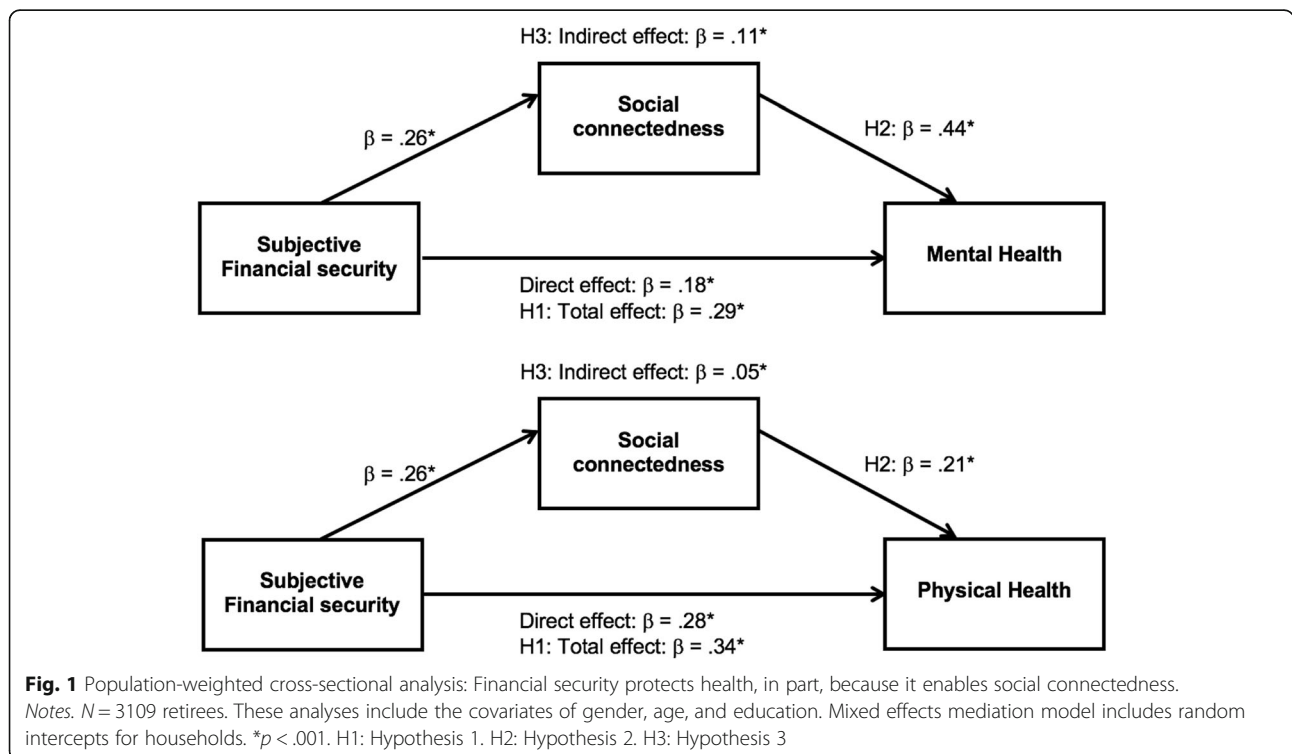 H3: Indirect effect: β = .11*
Social
connectedness
β = .26*
H2: β = .44*
Subjective
Financial security
Mental Health
Direct effect: β = .18*
H1: Total effect: β = .29*
H3: Indirect effect: β = .05*
Social
connectedness
β = .26*
H2: β = .21*
Subjective
Financial security
Physical Health
Direct effect: β = .28*
H1: Total effect: β = .34*
Fig. 1 Population-weighted cross-sectional analysis: Financial security protects health, in part, because it enables social connectedness.
Notes. N = 3109 retirees. These analyses include the covariates of gender, age, and education. Mixed effects mediation model includes random
intercepts for households. *p < .001. H1: Hypothesis 1. H2: Hypothesis 2. H3: Hypothesis 3